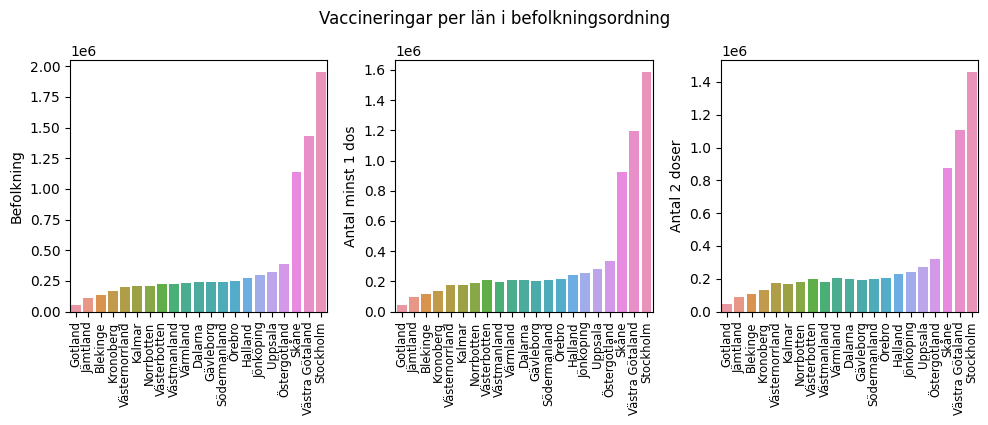 Vaccineringar per län i befolkningsordning
1e6
2.00
1.75
1.50
1.25
1.00
0.75
0.50
0.25
0.00
Befolkning
Gotland
Jämtland
Blekinge
Kronoberg
Västernorrland
Kalmar
Norrbotten
Västerbotten
Västmanland
Värmland
Dalarna
Gävleborg
Södermanland
Örebro
Halland
Jönköping
Uppsala
Östergötland
Skåne
Västra Götaland
Stockholm
1e6
1.6
1.4
1.2
1.0
0.8
0.6
0.4
0.2
0.0
Antal minst 1 dos
Gotland
Jämtland
Blekinge
Kronoberg
Västernorrland
Kalmar
Norrbotten
Västerbotten
Västmanland
Värmland
Dalarna
Gävleborg
Södermanland
Örebro
Halland
Jönköping
Uppsala
Östergötland
Skåne
Västra Götaland
Stockholm
1e6
1.4
1.2
1.0
0.8
0.6
0.4
0.2
0.0
Antal 2 doser
Gotland
Jämtland
Blekinge
Kronoberg
Västernorrland
Kalmar
Norrbotten
Västerbotten
Västmanland
Värmland
Dalarna
Gävleborg
Södermanland
Örebro
Halland
Jönköping
Uppsala
Östergötland
Skåne
Västra Götaland
Stockholm